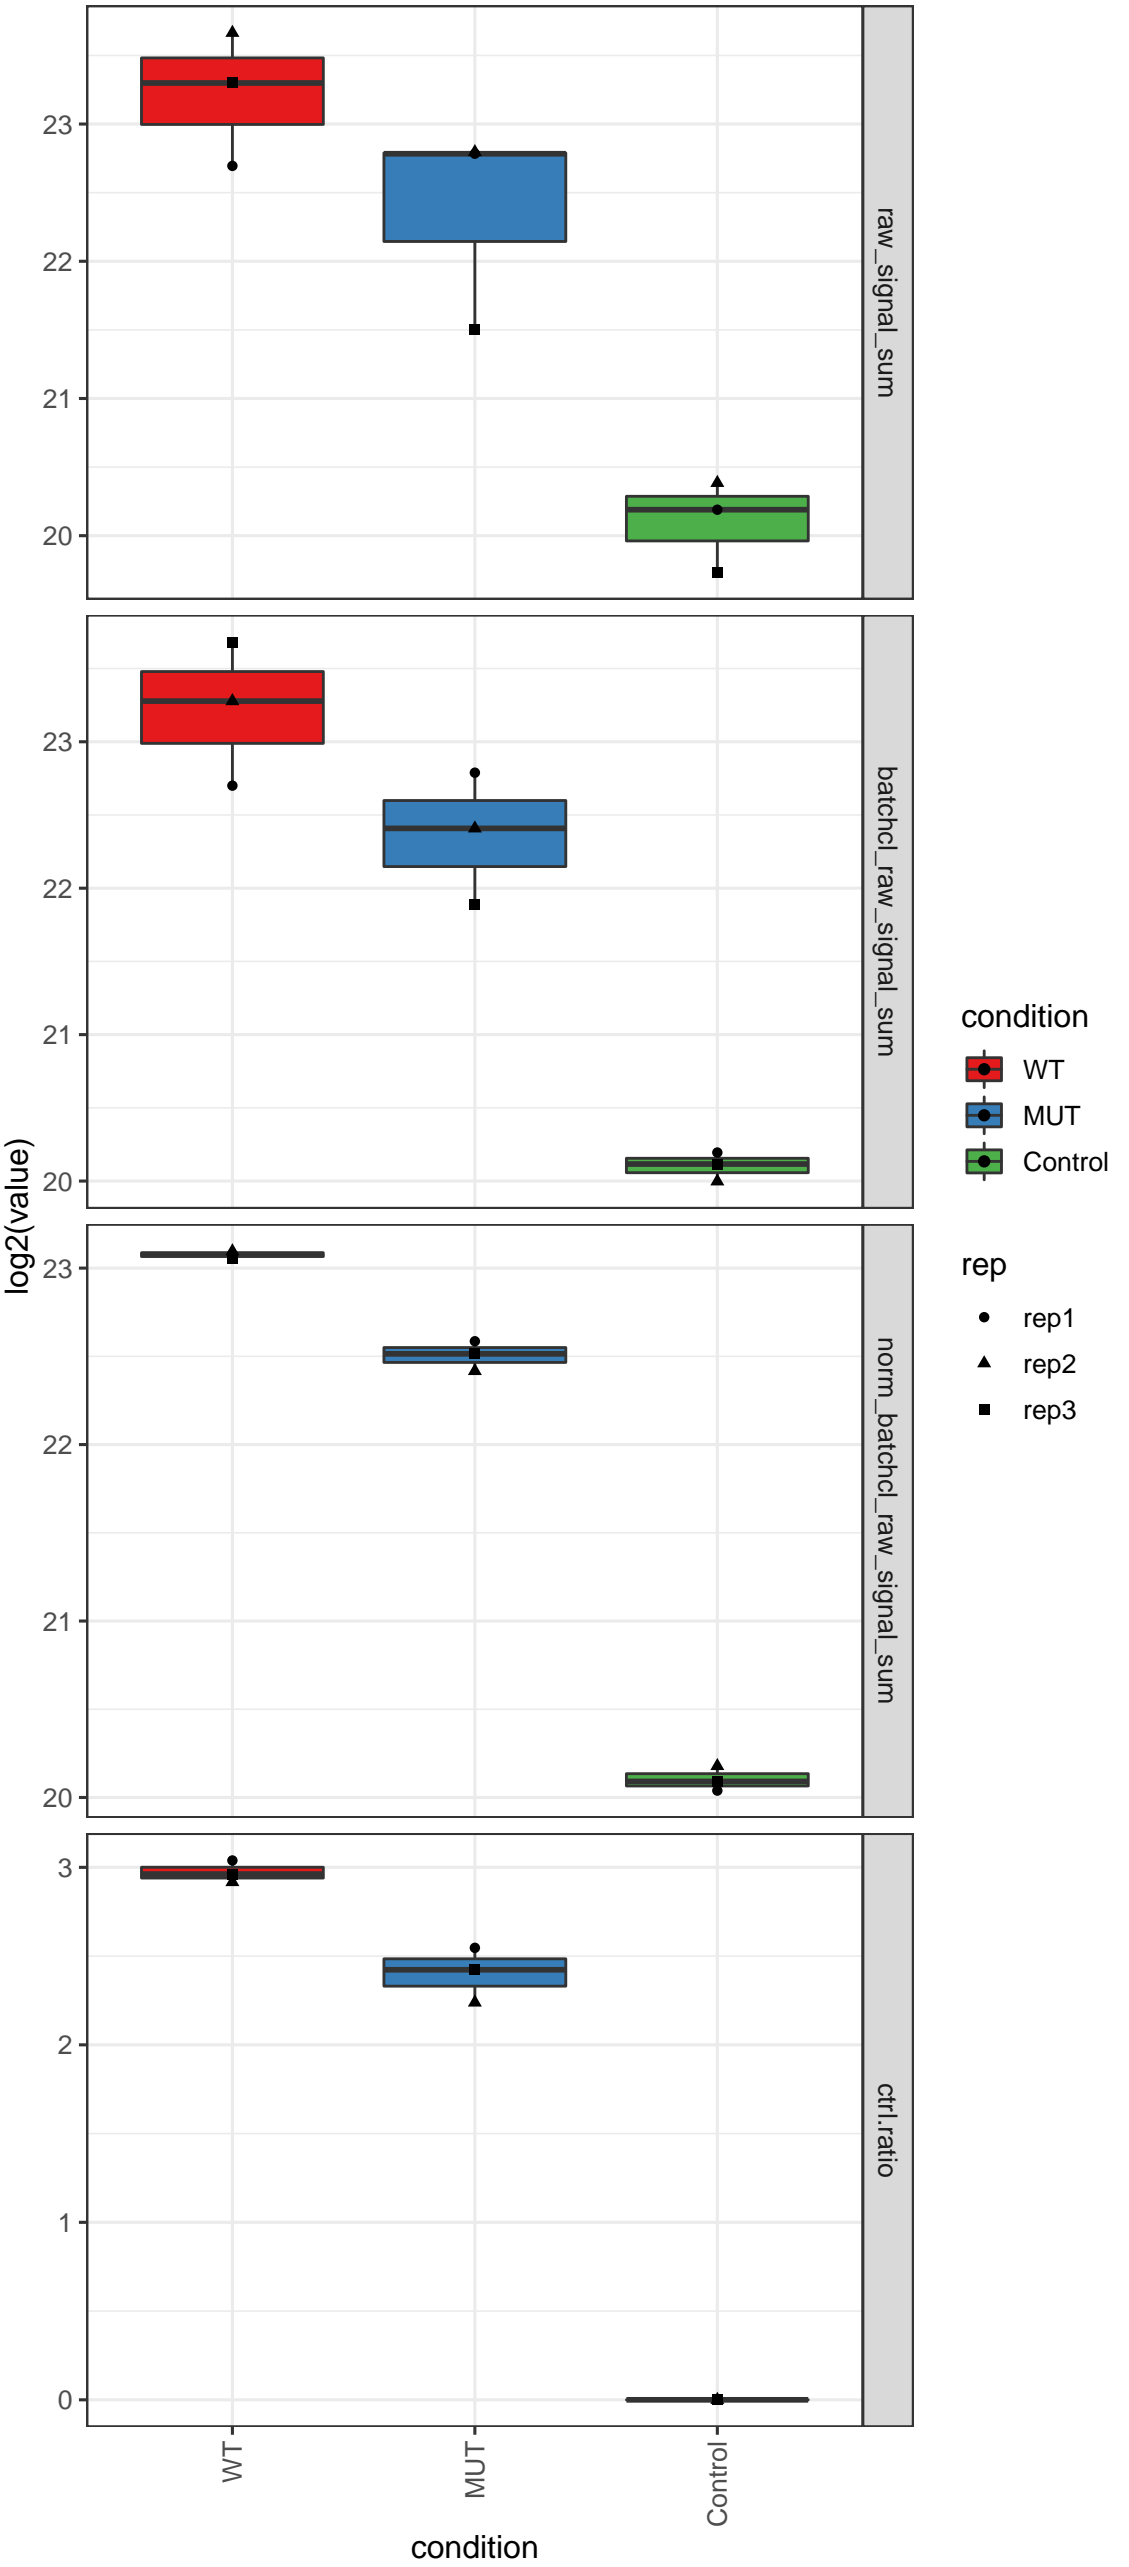 23
22
21
20
raw_signal_sum
23
22
21
20
batchcl_raw_signal_sum
23
22
21
20
norm_batchcl_raw_signal_sum
3
2
1
0
ctrl.ratio
log2(value)
WT
MUT
Control
condition
condition
WT
MUT
Control
rep
rep1
rep2
rep3